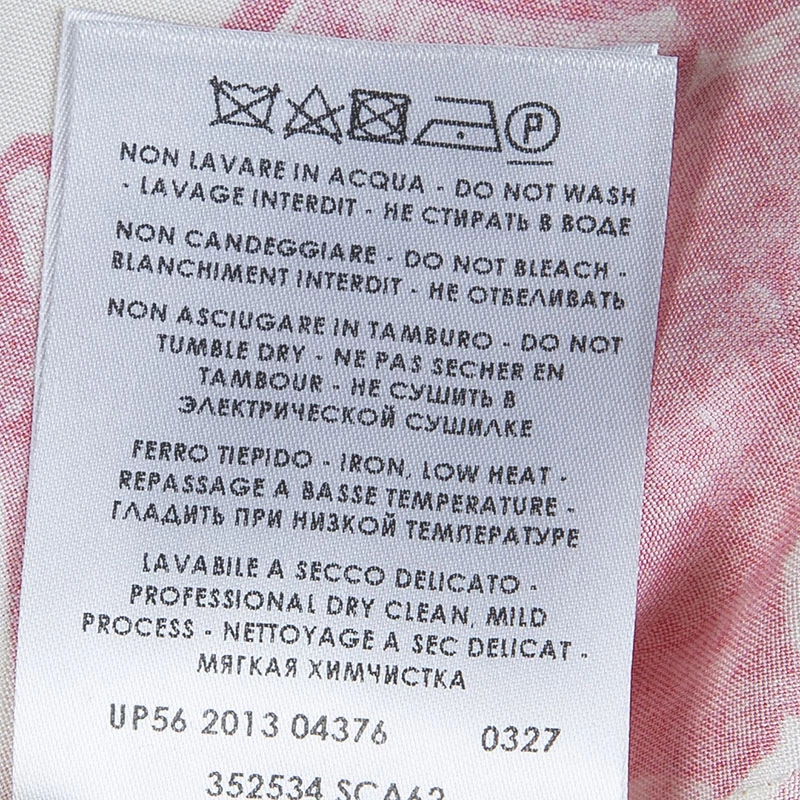 P
NON LAVARE IN ACQUA - DO NOT WASH
- LAVAGE INTERDIT - НЕ СТИРАТЬ В ВОДЕ
NON CANDEGGIARE - DO NOT BLEACH -
BLANCHIMENT INTERDIT - НЕ ОТБЕЛИВАТЬ
NON ASCIUGARE IN TAMBURO - DO NOT
TUMBLE DRY - NE PAS SECHER EN
TAMBOUR - НЕ СУШИТЬ В
ЭЛЕКТРИЧЕСКОЙ СУШИЛКЕ
FERRO TIEPIDO - IRON, LOW HEAT -
REPASSAGE A BASSE TEMPERATURE -
ГЛАДИТЬ ПРИ НИЗКОЙ ТЕМПЕРАТУРЕ
LAVABILE A SECCO DELICATO -
PROFESSIONAL DRY CLEAN, MILD
PROCESS - NETTOYAGE A SEC DELICAT -
МЯГКАЯ ХИМЧИСТКА
UP56 2013 04376 0327
352534 SCA62